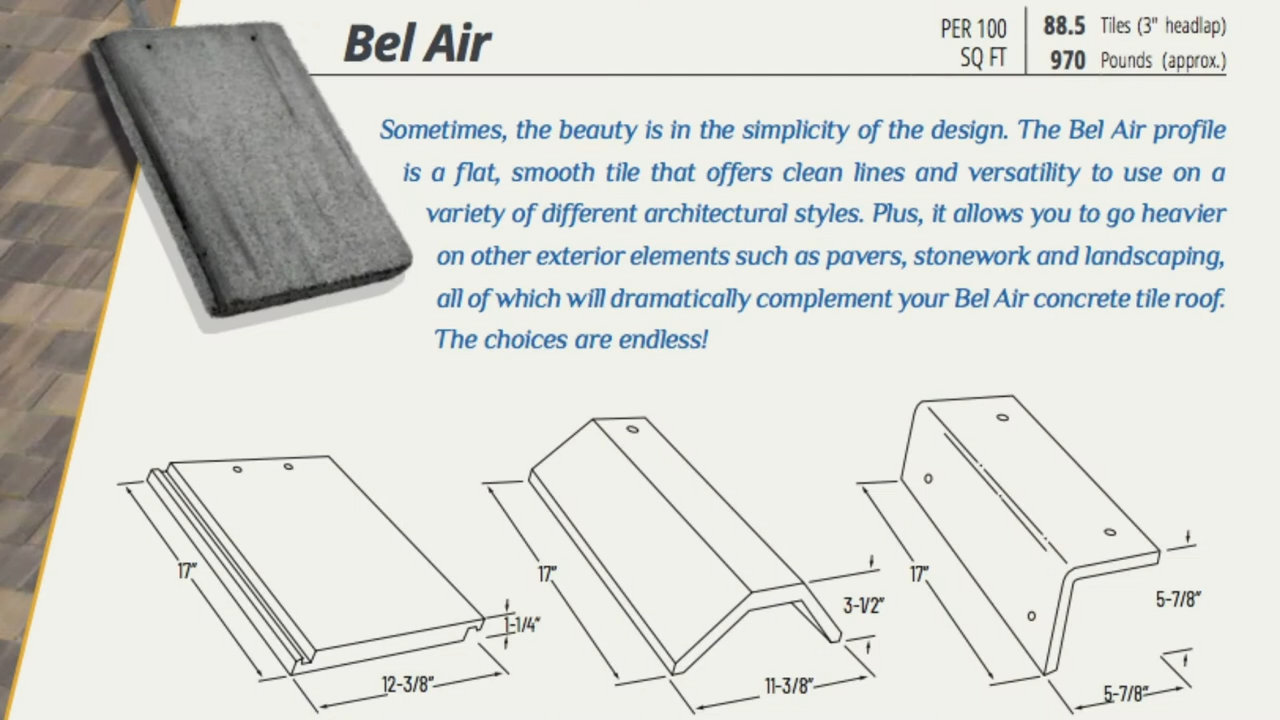 Bel Air
PER 100
SQ FT
88.5 Tiles (3" headlap)
970 Pounds (approx.)
Sometimes, the beauty is in the simplicity of the design. The Bel Air profile
is a flat, smooth tile that offers clean lines and versatility to use on a
variety of different architectural styles. Plus, it allows you to go heavier
on other exterior elements such as pavers, stonework and landscaping,
all of which will dramatically complement your Bel Air concrete tile roof.
The choices are endless!
17"
1-1/4"
12-3/8"
17"
3-1/2"
11-3/8"
17"
5-7/8"
5-7/8"